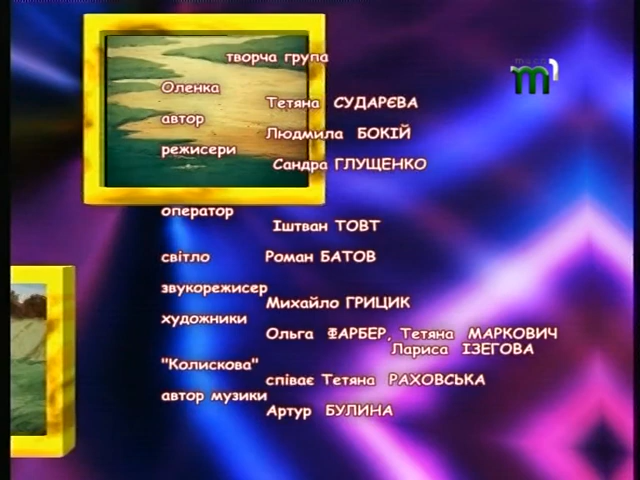 творча група
Оленка
Тетяна СУДАРЄВА
автор
Людмила БОКІЙ
режисери
Сандра ГЛУЩЕНКО
оператор
Іштван ТОВТ
світло Роман БАТОВ
звукорежисер
Михайло ГРИЦИК
художники
Ольга ФАРБЕР, Тетяна МАРКОВИЧ
Лариса ІЗЕГОВА
"Колискова"
співає Тетяна РАХОВСЬКА
автор музики
Артур БУЛИНА